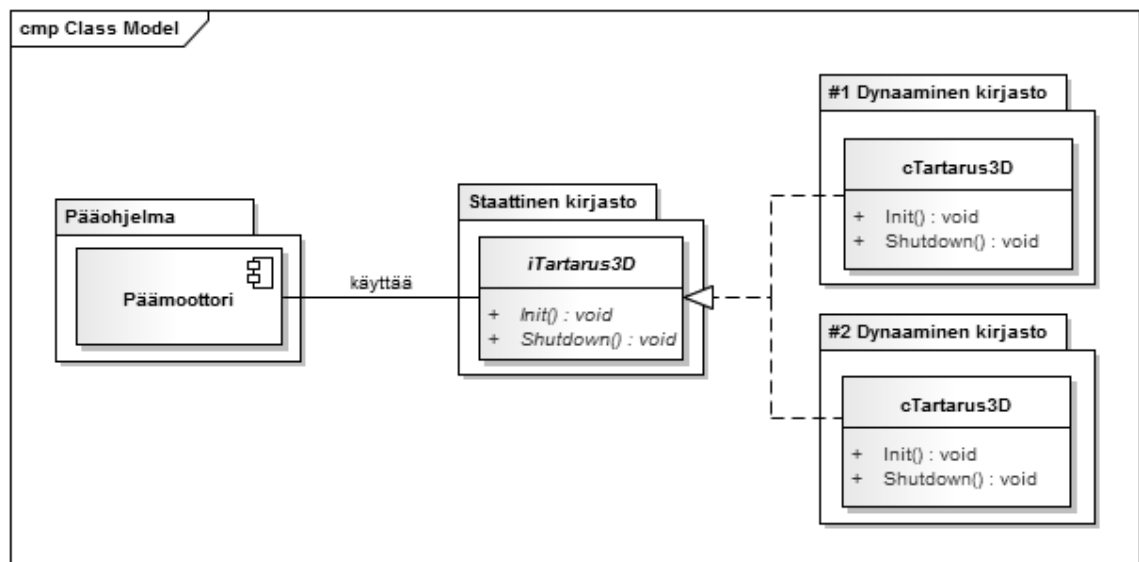 cmp Class Model
Pääohjelma
Päämoottori
käyttää
Staattinen kirjasto
iTartarus3D
+ Init() : void
+ Shutdown() : void
#1 Dynaaminen kirjasto
cTartarus3D
+ Init() : void
+ Shutdown() : void
#2 Dynaaminen kirjasto
cTartarus3D
+ Init() : void
+ Shutdown() : void